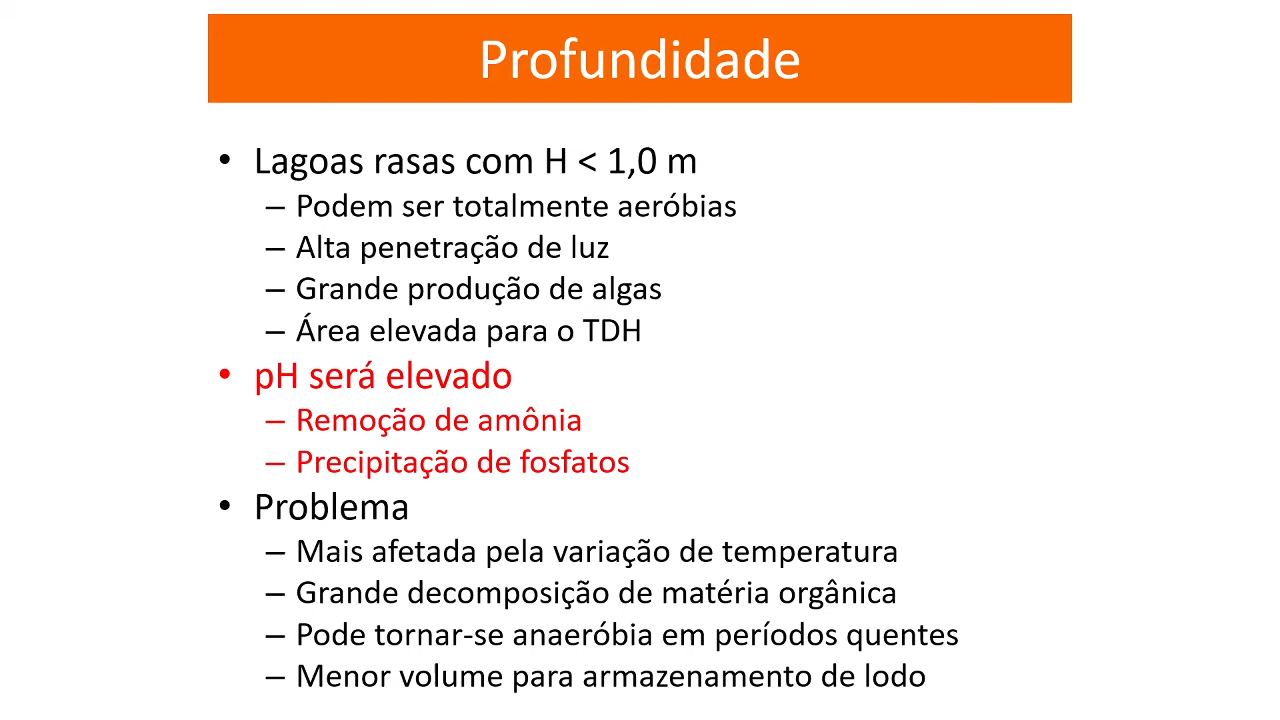 Profundidade
• Lagoas rasas com H < 1,0 m
– Podem ser totalmente aeróbias
– Alta penetração de luz
– Grande produção de algas
– Área elevada para o TDH
• pH será elevado
– Remoção de amônia
– Precipitação de fosfatos
• Problema
– Mais afetada pela variação de temperatura
– Grande decomposição de matéria orgânica
– Pode tornar-se anaeróbia em períodos quentes
– Menor volume para armazenamento de lodo